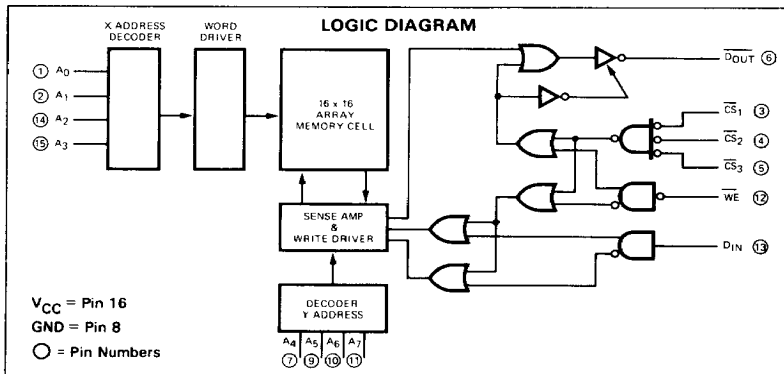 LOGIC DIAGRAM
X ADDRESS
DECODER
WORD
DRIVER
① A0
② A1
⑭ A2
⑮ A3
16 x 16
ARRAY
MEMORY CELL
SENSE AMP
&
WRITE DRIVER
DECODER
Y ADDRESS
A4 A5 A6 A7
⑦ ⑨ ⑩ ⑪
D̅O̅U̅T̅ ⑥
C̅S̅1 ③
C̅S̅2 ④
C̅S̅3 ⑤
W̅E̅ ⑫
DIN ⑬
VCC = Pin 16
GND = Pin 8
○ = Pin Numbers